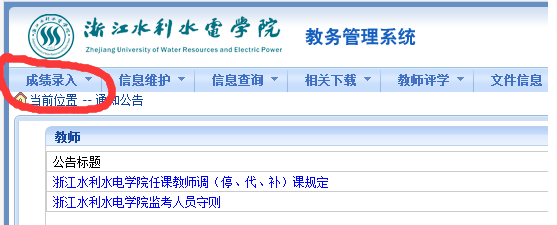 浙江水利水電學院
Zhejiang University of Water Resources and Electric Power
教务管理系统
成绩录入 信息维护 信息查询 相关下载 教师评学 文件信息
当前位置 -- 通知公告
教师
公告标题
浙江水利水电学院任课教师调（停、代、补）课规定
浙江水利水电学院监考人员守则